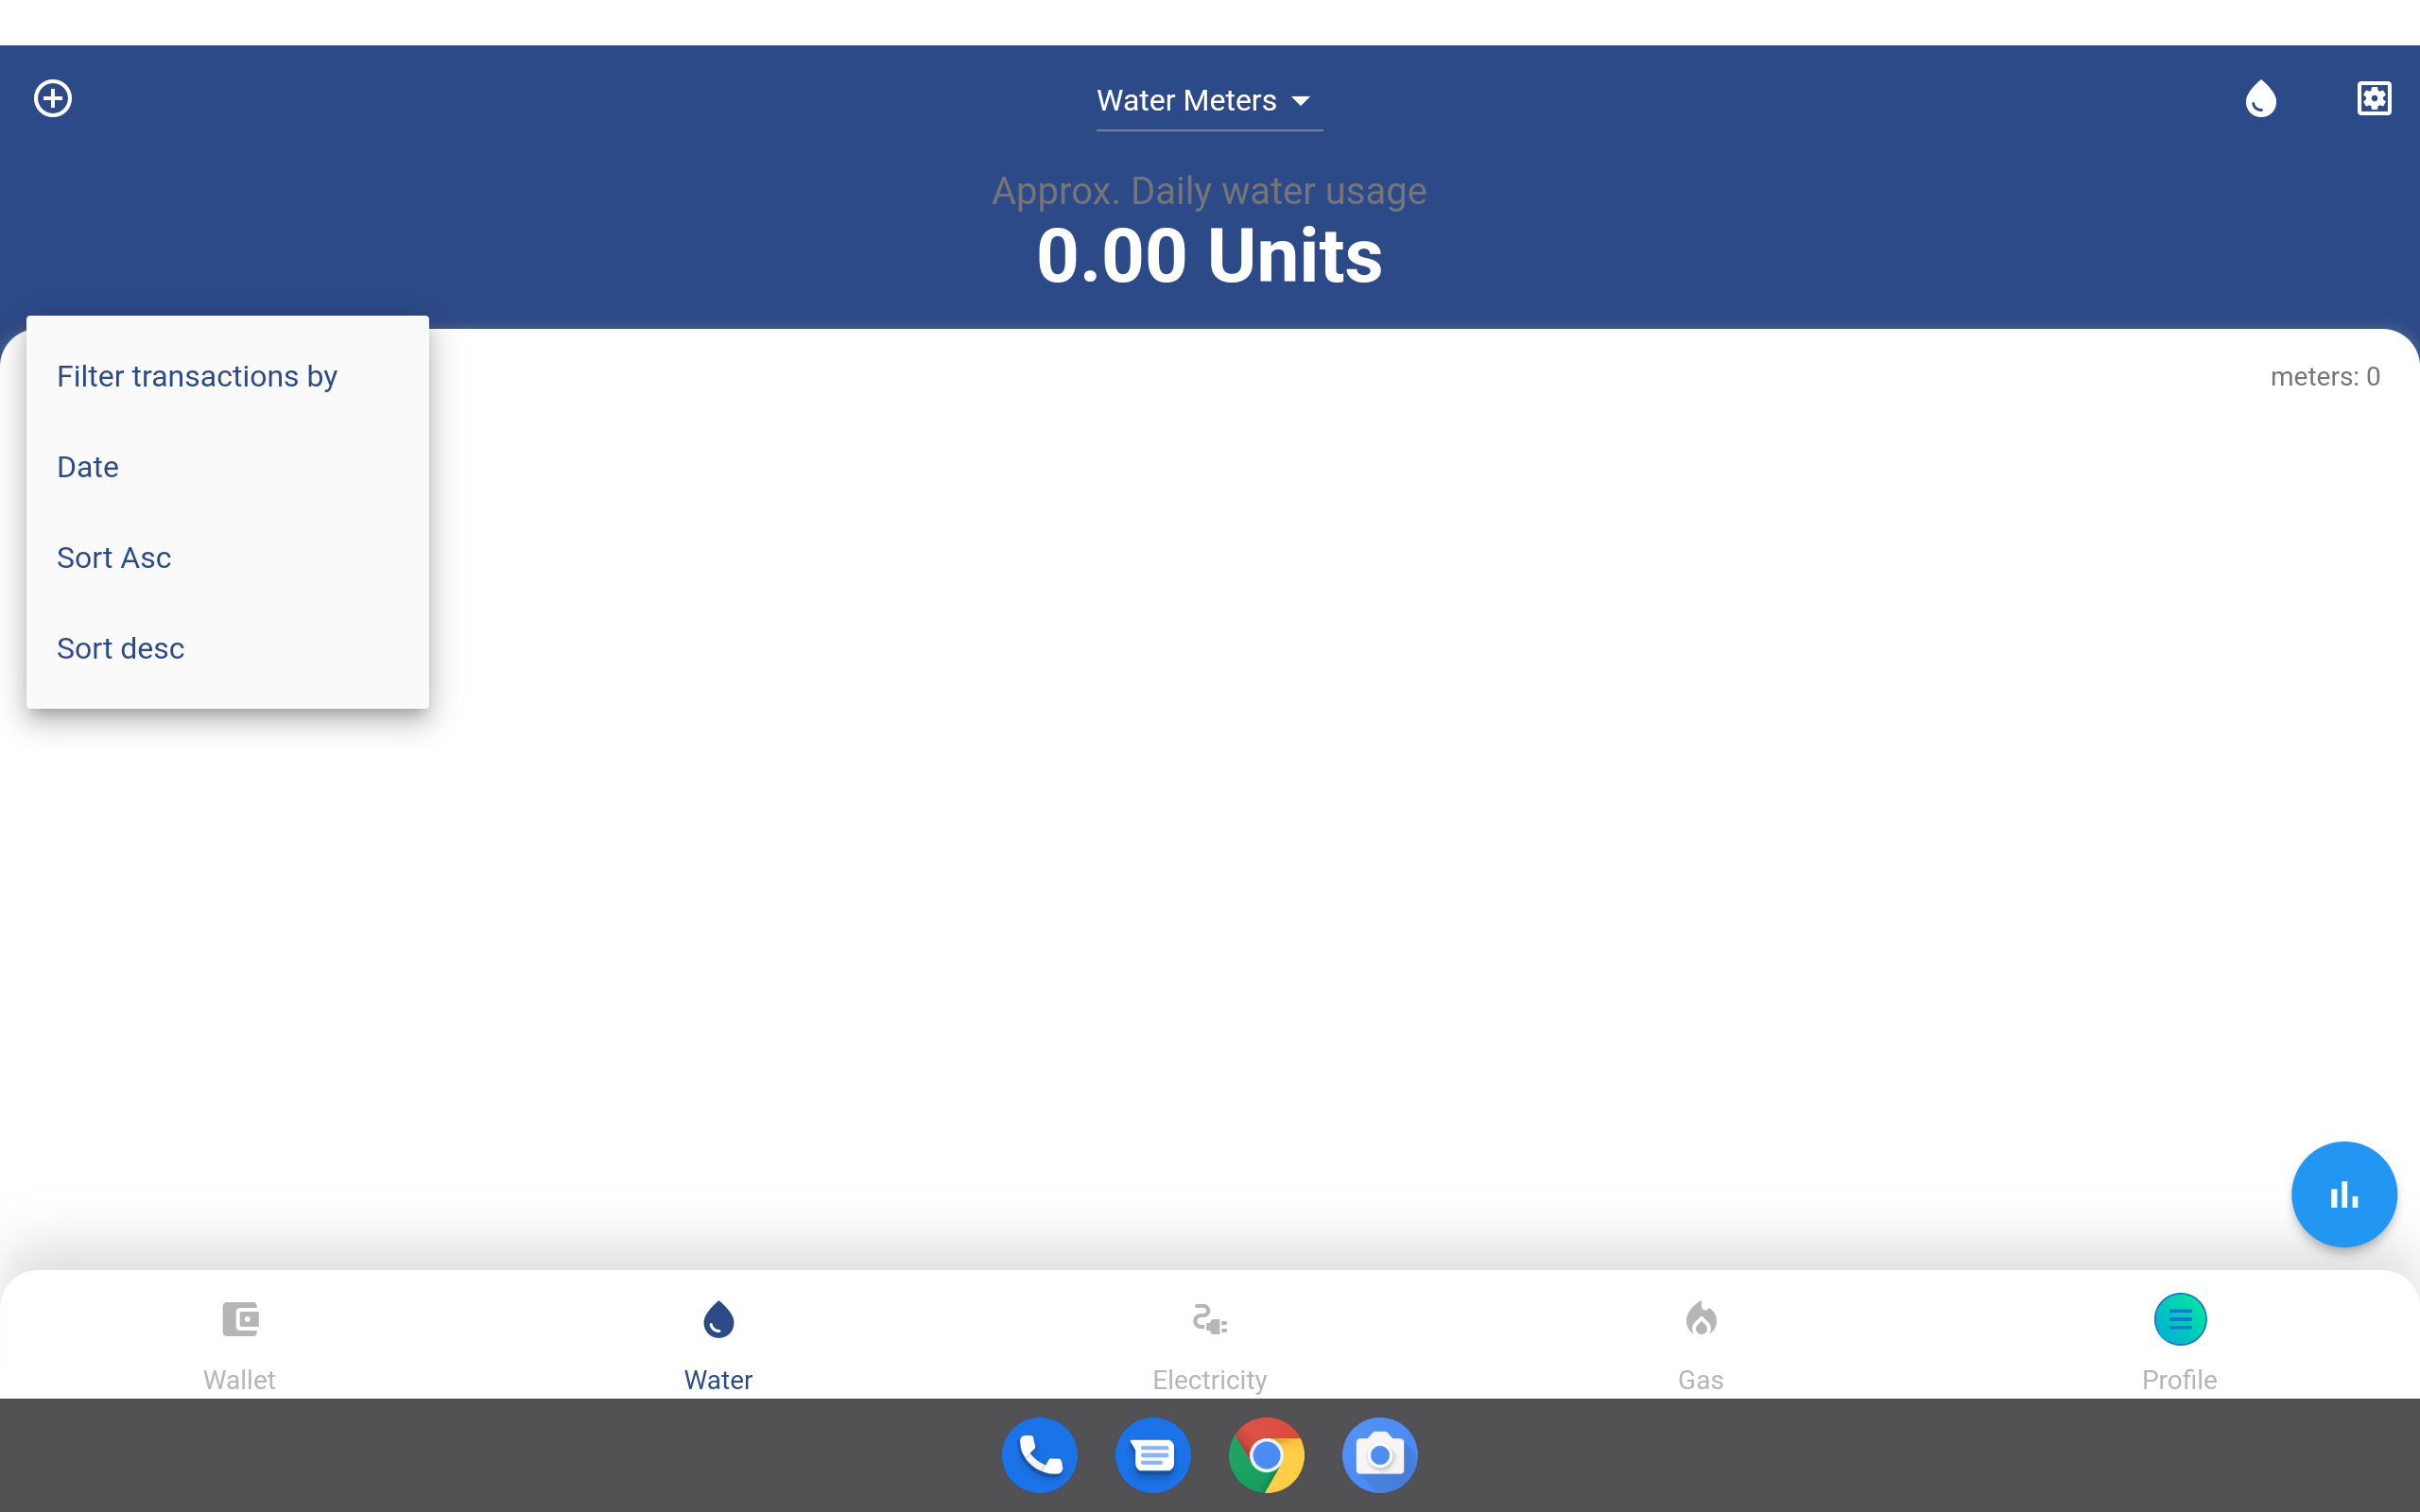 Water Meters
Approx. Daily water usage
0.00 Units
Filter transactions by
meters: 0
Date
Sort Asc
Sort desc
Wallet
Water
Electricity
Gas
Profile